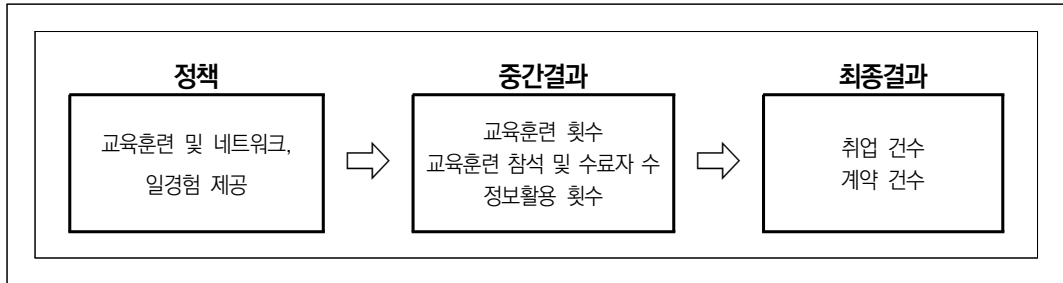 정책
교육훈련 및 네트워크,
일경험 제공
중간결과
교육훈련 횟수
교육훈련 참석 및 수료자 수
정보활용 횟수
최종결과
취업 건수
계약 건수